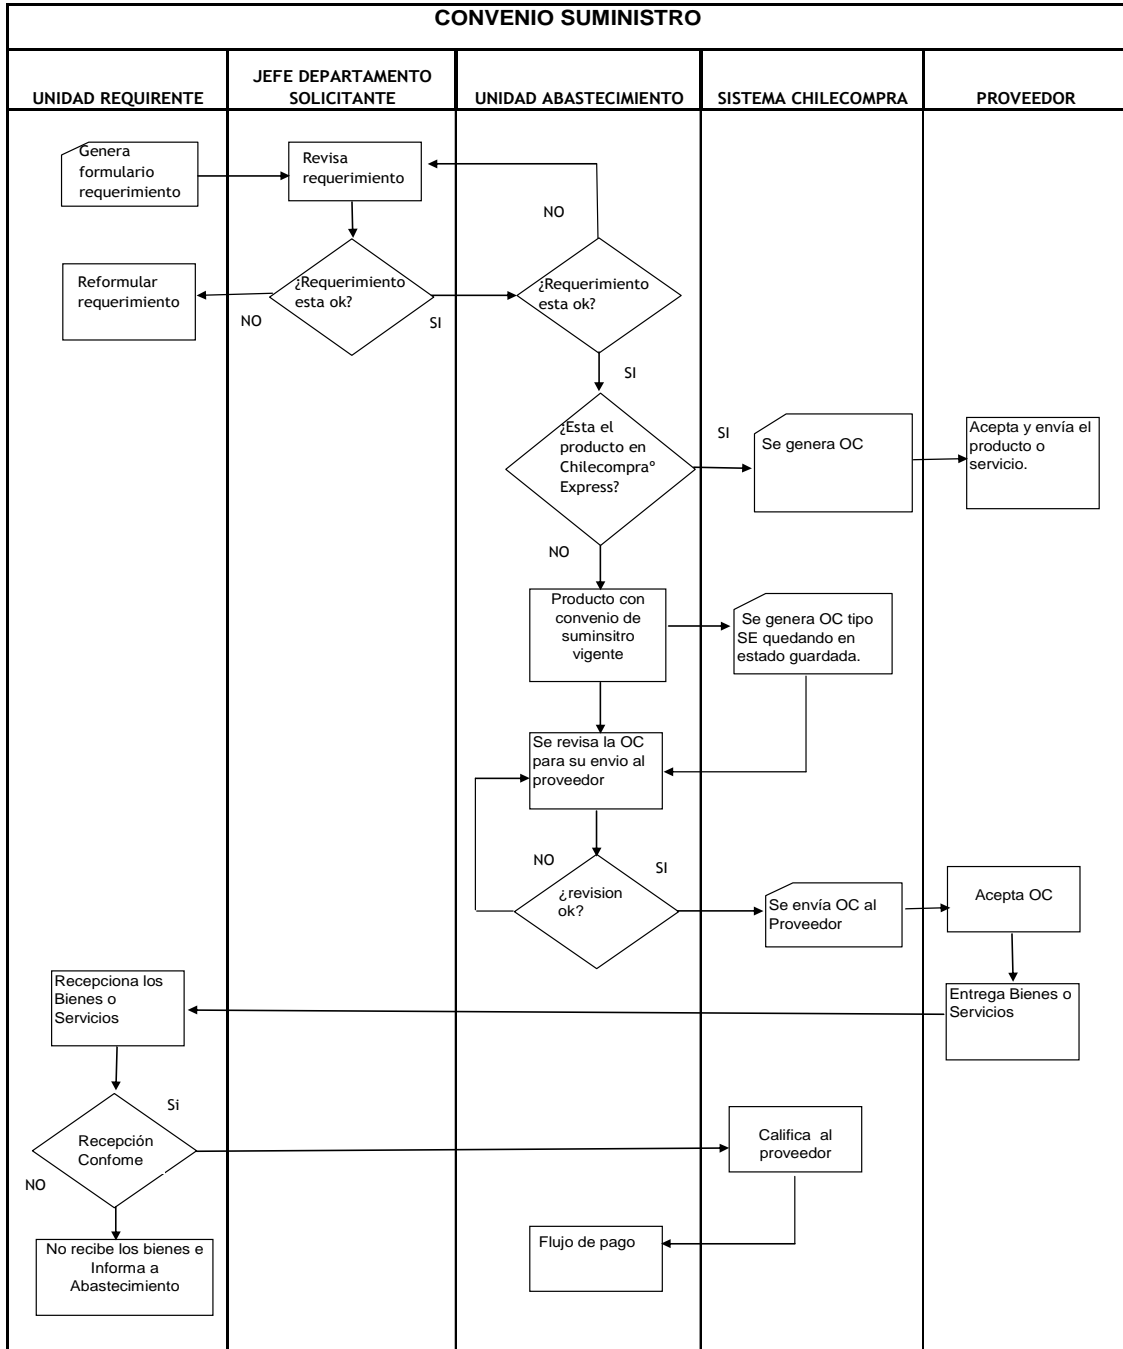 CONVENIO SUMINISTRO
UNIDAD REQUIRENTE
JEFE DEPARTAMENTO
SOLICITANTE
UNIDAD ABASTECIMIENTO
SISTEMA CHILECOMPRA
PROVEEDOR
Genera
formulario
requerimiento
Revisa
requerimiento
NO
Reformular
requerimiento
NO
¿Requerimiento
esta ok?
SI
¿Requerimiento
esta ok?
SI
¿Esta el
producto en
Chilecompraº
Express?
SI
Se genera OC
Acepta y envía el
producto o
servicio.
NO
Producto con
convenio de
suminsitro
vigente
Se genera OC tipo
SE quedando en
estado guardada.
Se revisa la OC
para su envio al
proveedor
NO
SI
¿revision
ok?
Se envía OC al
Proveedor
Acepta OC
Recepciona los
Bienes o
Servicios
Entrega Bienes o
Servicios
Si
Recepción
Confome
NO
Califica al
proveedor
No recibe los bienes e
Informa a
Abastecimiento
Flujo de pago